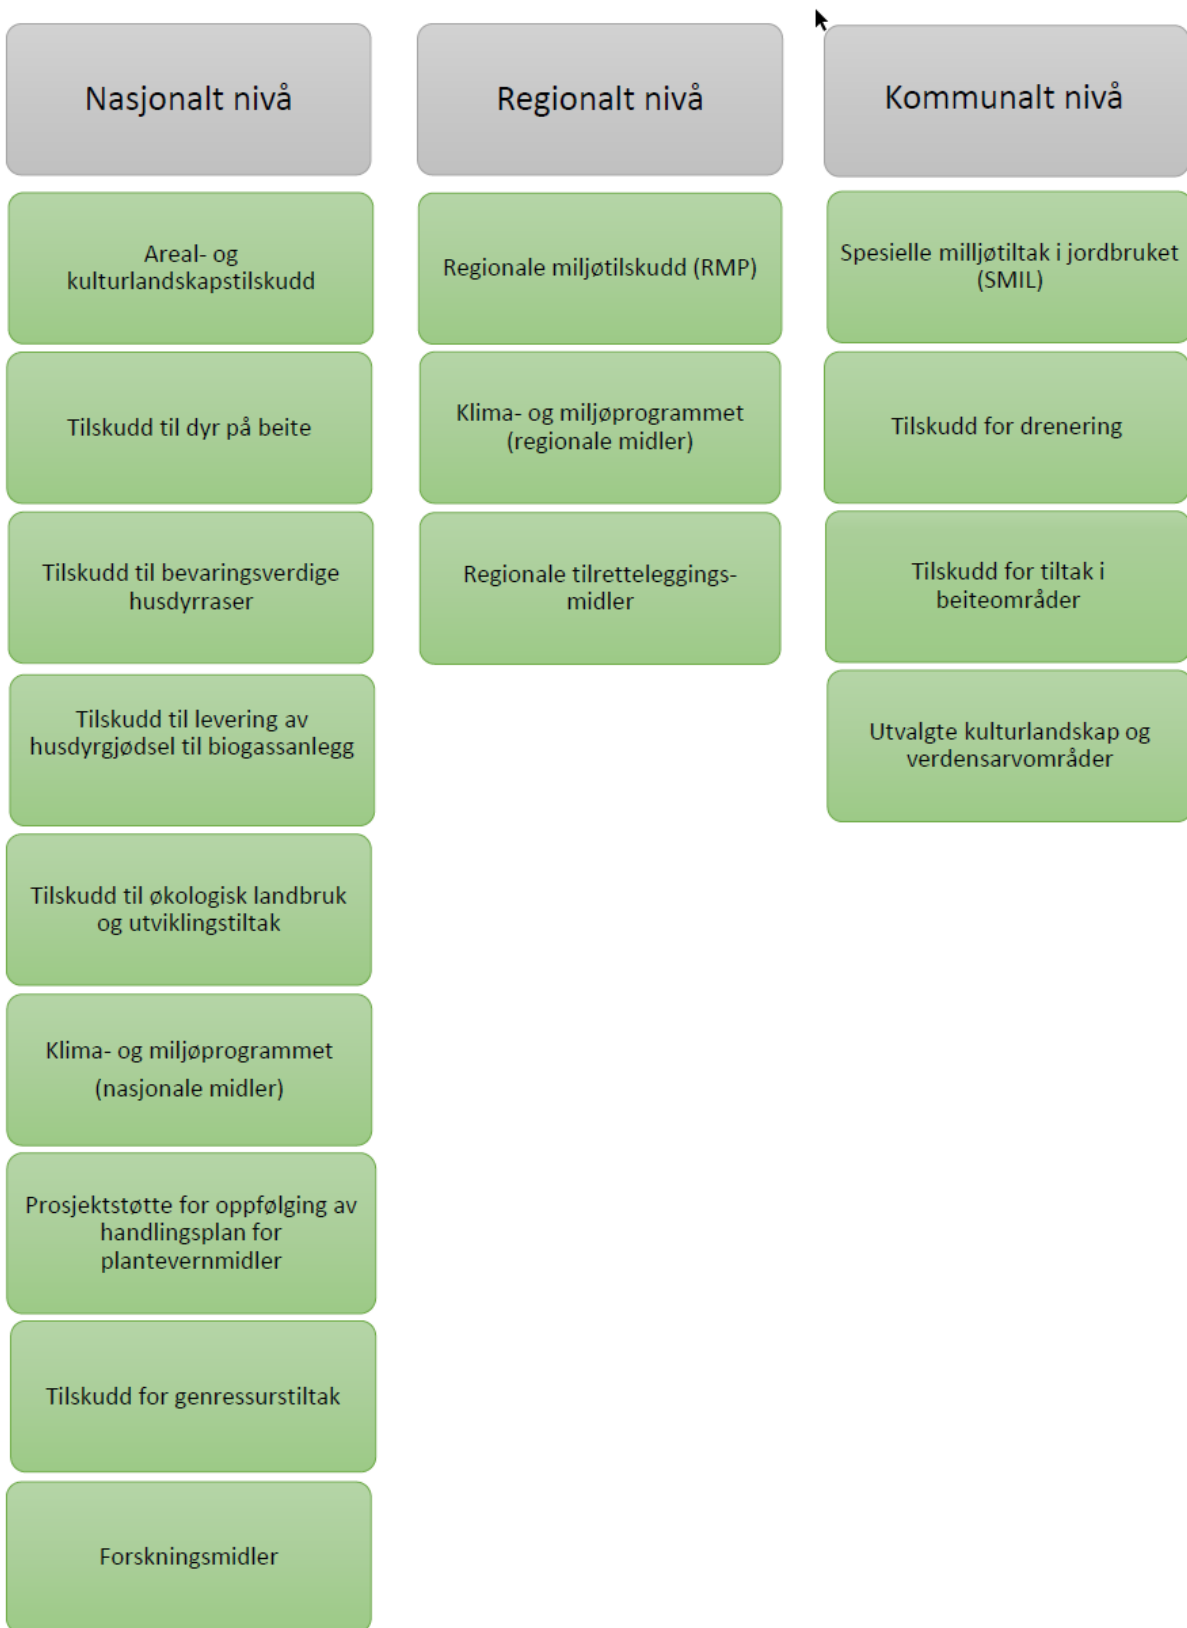 Nasjonalt nivå
Areal- og
kulturlandskapstilskudd
Tilskudd til dyr på beite
Tilskudd til bevaringsverdige
husdyrraser
Tilskudd til levering av
husdyrgjødsel til biogassanlegg
Tilskudd til økologisk landbruk
og utviklingstiltak
Klima- og miljøprogrammet
(nasjonale midler)
Prosjektstøtte for oppfølging av
handlingsplan for
plantevernmidler
Tilskudd for genressurstiltak
Forskningsmidler
Regionalt nivå
Regionale miljøtilskudd (RMP)
Klima- og miljøprogrammet
(regionale midler)
Regionale tilretteleggings-
midler
Kommunalt nivå
Spesielle milljøtiltak i jordbruket
(SMIL)
Tilskudd for drenering
Tilskudd for tiltak i
beiteområder
Utvalgte kulturlandskap og
verdensarvområder